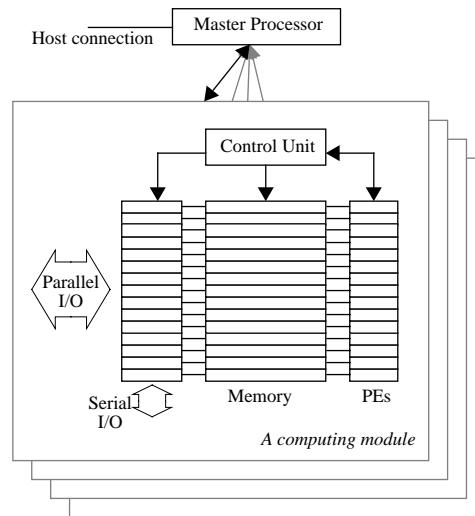 Master Processor
Host connection
Control Unit
Parallel
I/O
Serial
I/O
Memory
PEs
A computing module